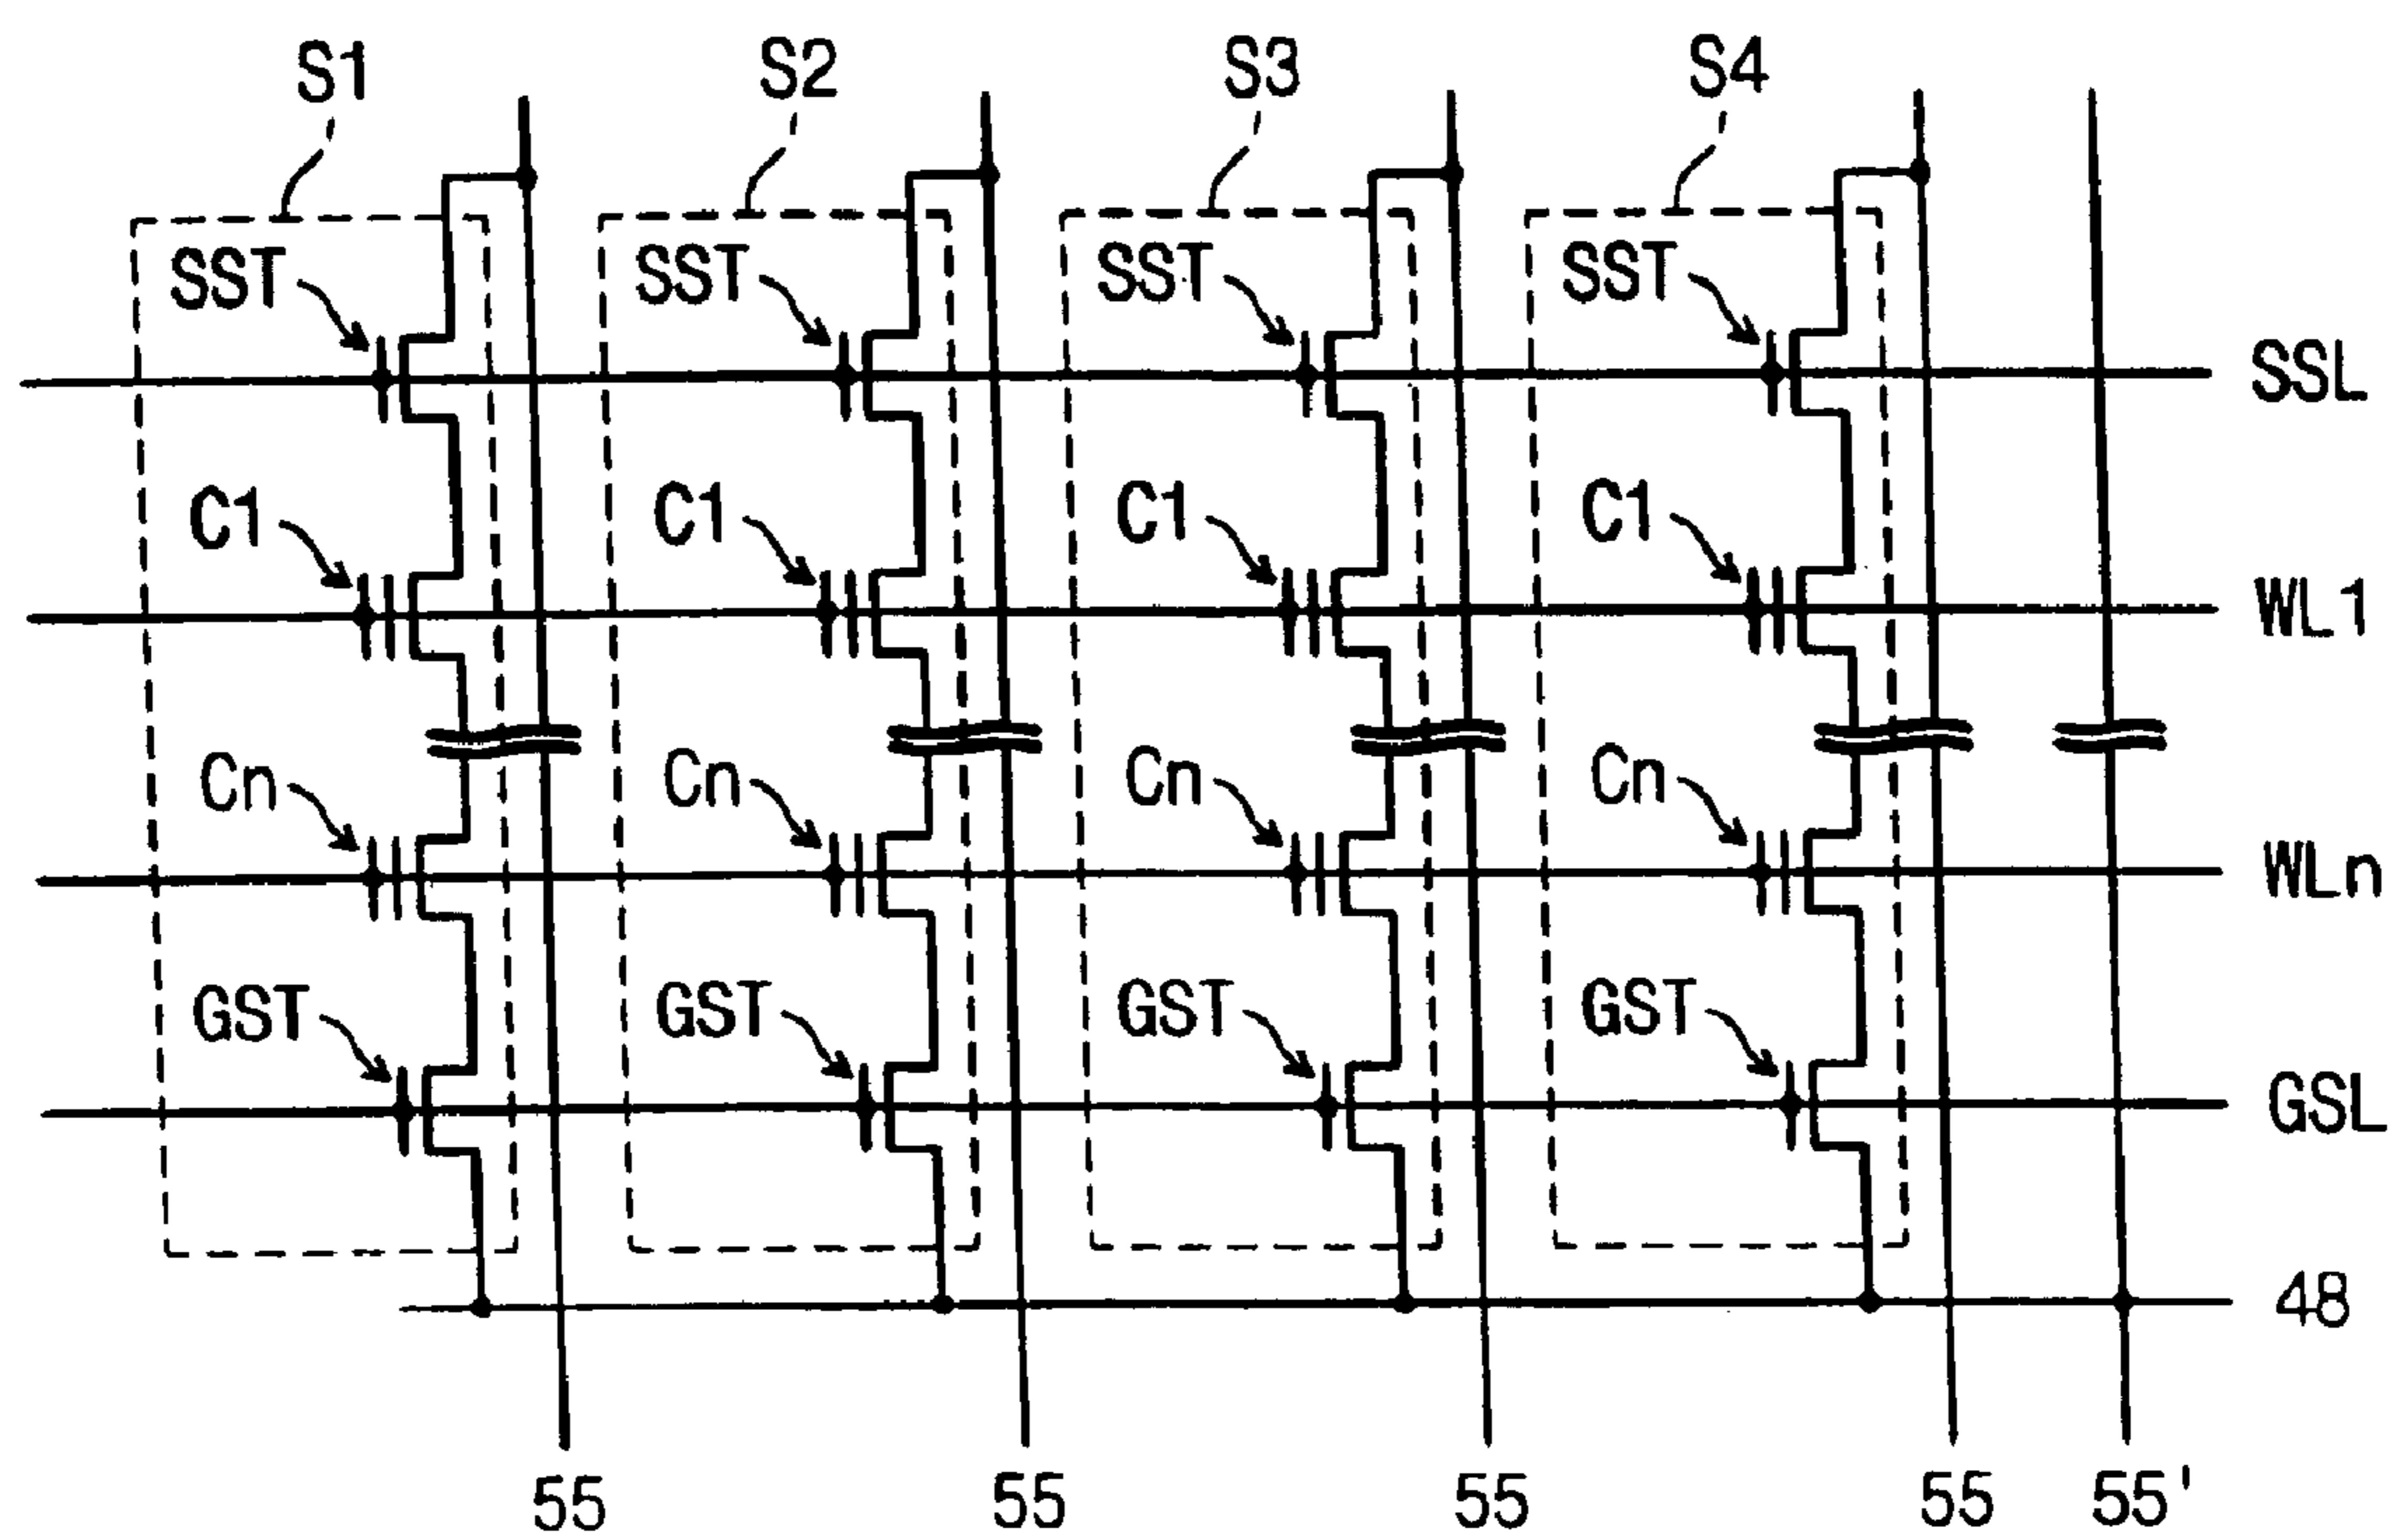 S1 S2 S3 S4
SST SST SST SST
SSL
C1 C1 C1 C1
WL1
Cn Cn Cn Cn
WLn
GST GST GST GST
GSL
48
55 55 55 55 55'